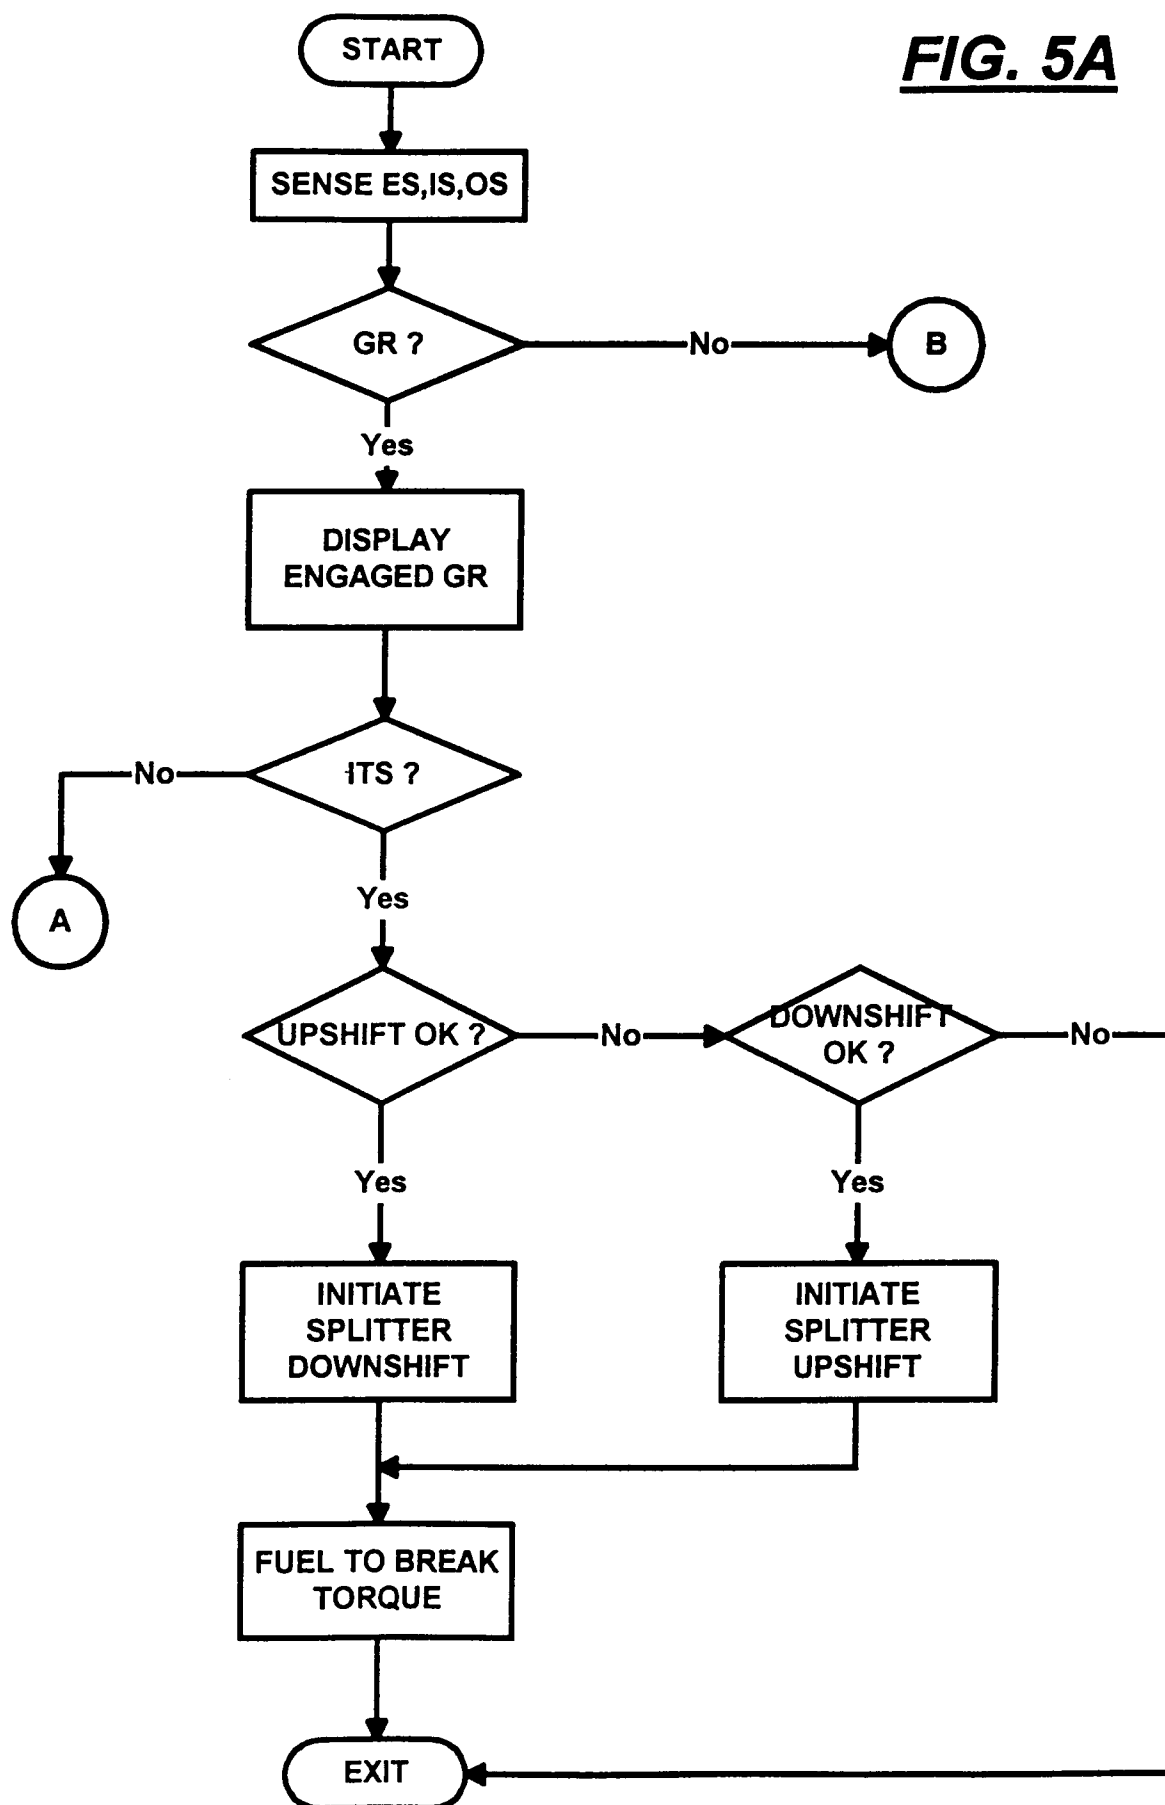 FIG. 5A
START
SENSE ES,IS,OS
GR ?
No
B
Yes
DISPLAY
ENGAGED GR
No
ITS ?
A
Yes
UPSHIFT OK ?
No
DOWNSHIFT
OK ?
No
Yes
Yes
INITIATE
SPLITTER
DOWNSHIFT
INITIATE
SPLITTER
UPSHIFT
FUEL TO BREAK
TORQUE
EXIT